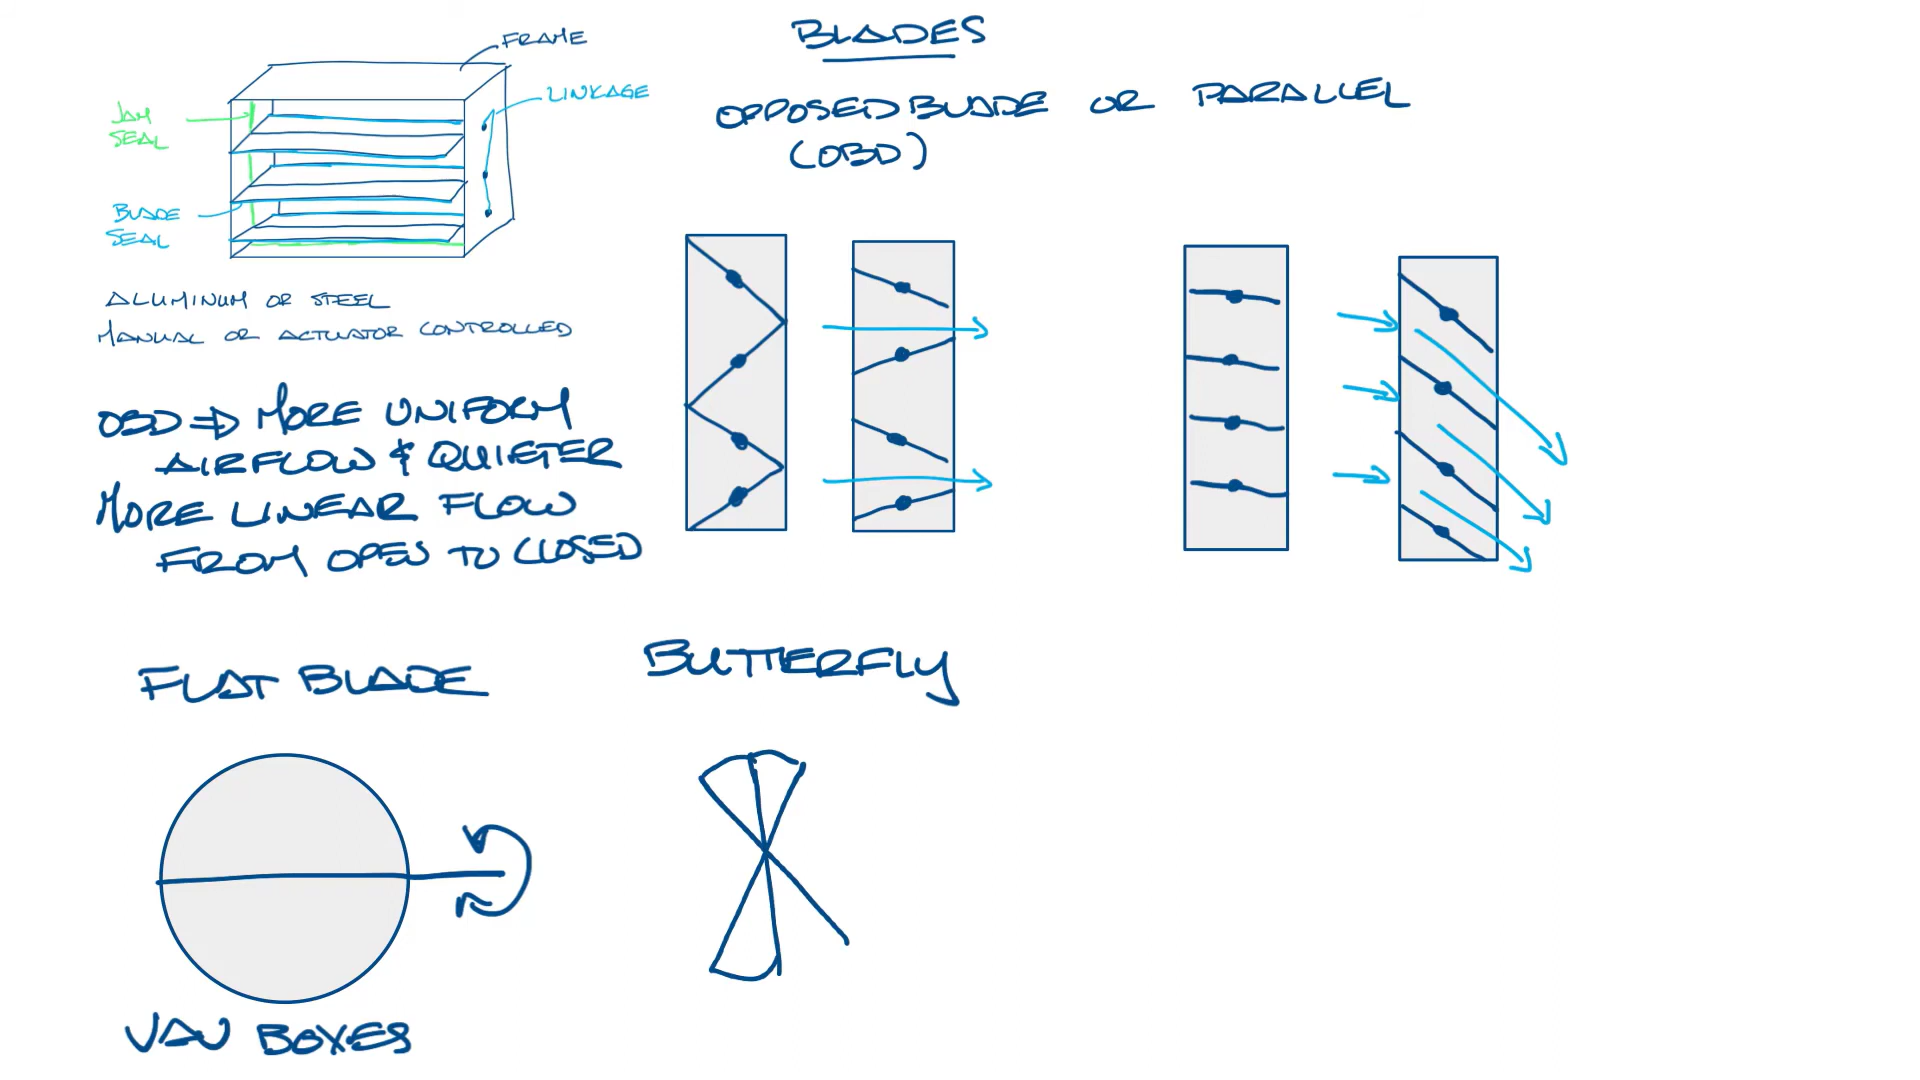 FRAME
LINKAGE
JAM
SEAL
BLADE
SEAL
ALUMINUM OR STEEL
MANUAL OR ACTUATOR CONTROLLED
BLADES
OPPOSED BLADE OR PARALLEL
(OBD)
OBD ⇒ MORE UNIFORM
AIRFLOW & QUIETER
MORE LINEAR FLOW
FROM OPEN TO CLOSED
FLAT BLADE
BUTTERFLY
VAV BOXES